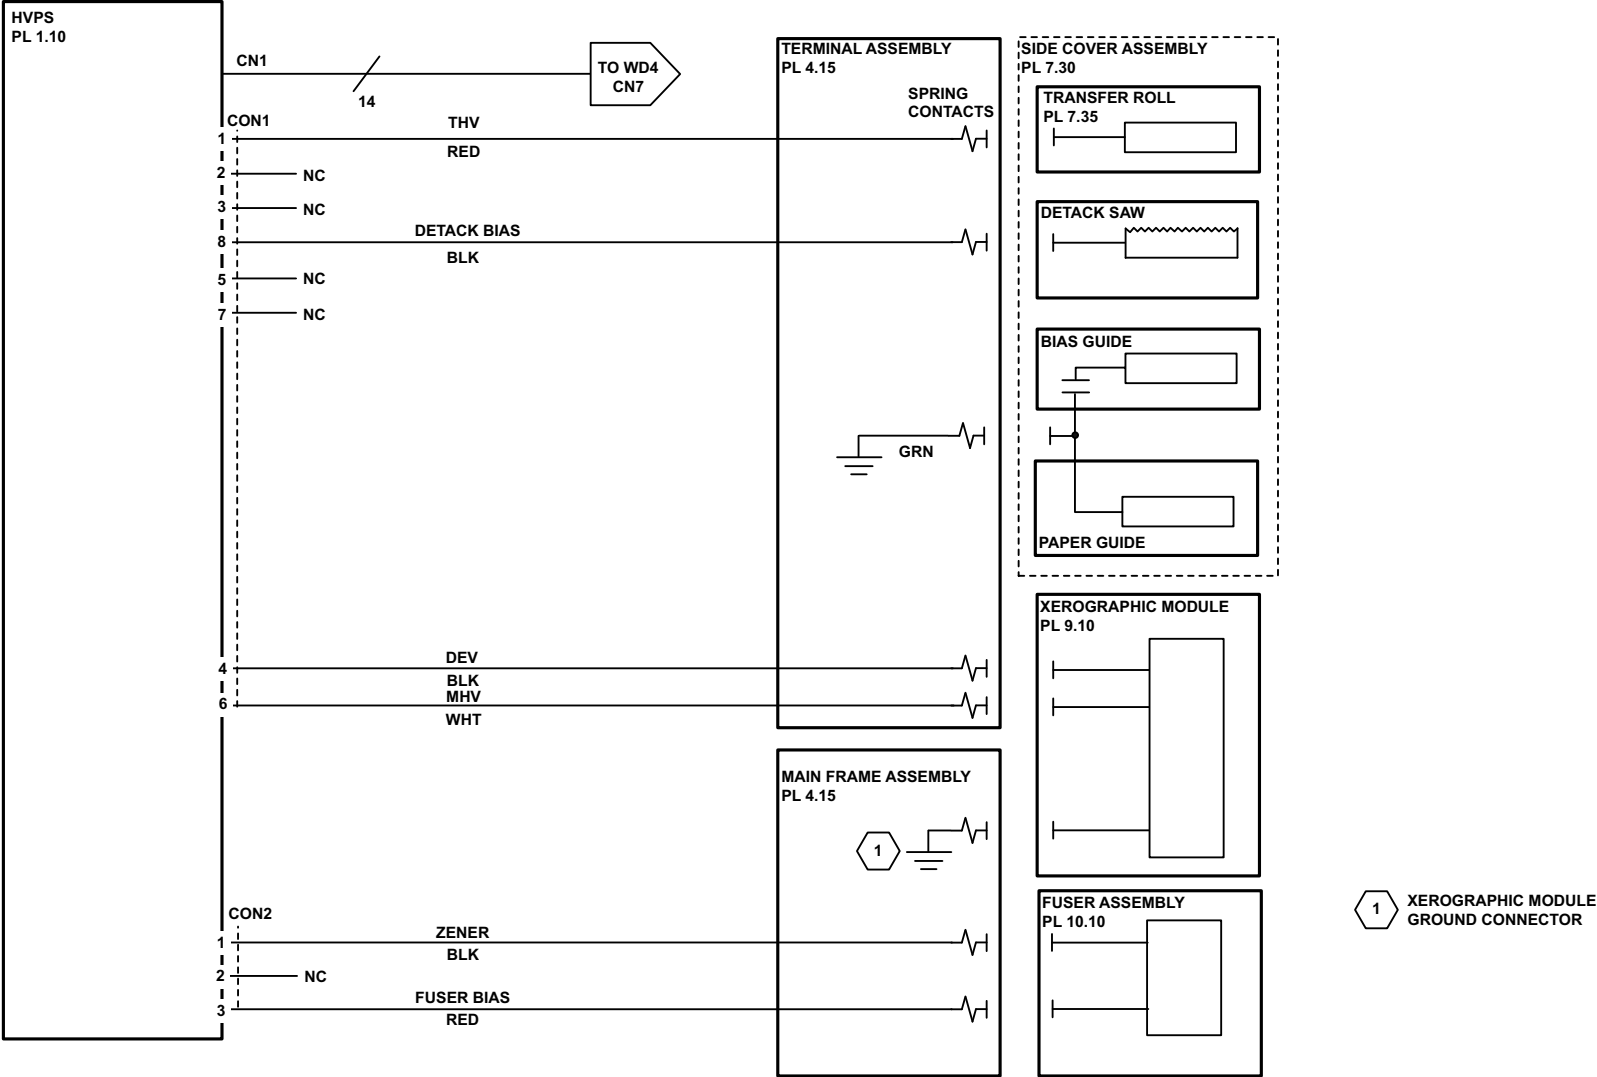 HVPS
PL 1.10
CN1
14
TO WD4
CN7
CON1
1
THV
RED
2
NC
3
NC
8
DETACK BIAS
BLK
5
NC
7
NC
4
DEV
BLK
6
MHV
WHT
CON2
1
ZENER
BLK
2
NC
3
FUSER BIAS
RED
TERMINAL ASSEMBLY
PL 4.15
SPRING
CONTACTS
GRN
MAIN FRAME ASSEMBLY
PL 4.15
1
SIDE COVER ASSEMBLY
PL 7.30
TRANSFER ROLL
PL 7.35
DETACK SAW
BIAS GUIDE
PAPER GUIDE
XEROGRAPHIC MODULE
PL 9.10
FUSER ASSEMBLY
PL 10.10
1
XEROGRAPHIC MODULE
GROUND CONNECTOR